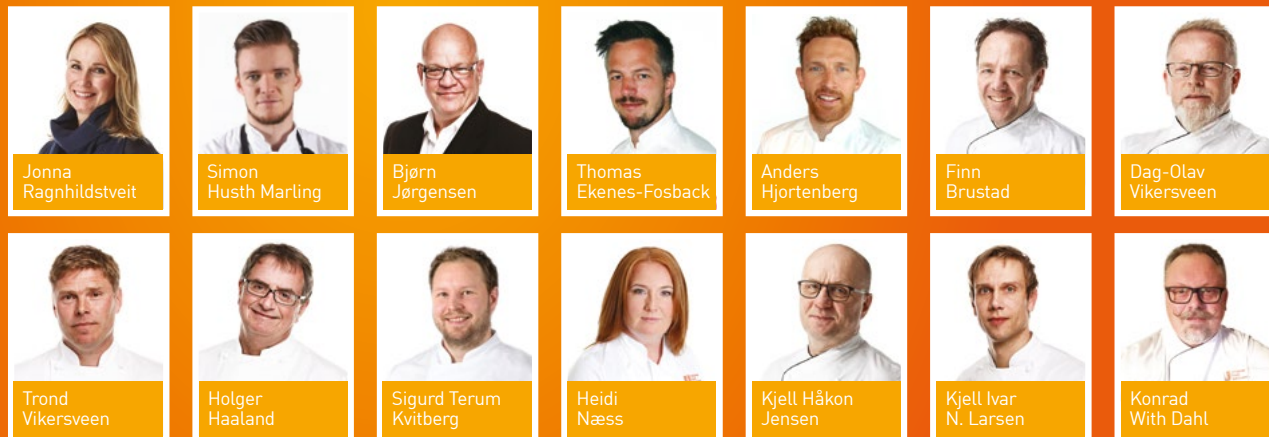 Jonna
Ragnhildstveit
Simon
Husth Marling
Bjørn
Jørgensen
Thomas
Ekenes-Fosback
Anders
Hjortenberg
Finn
Brustad
Dag-Olav
Vikersveen
Trond
Vikersveen
Holger
Haaland
Sigurd Terum
Kvitberg
Heidi
Næss
Kjell Håkon
Jensen
Kjell Ivar
N. Larsen
Konrad
With Dahl